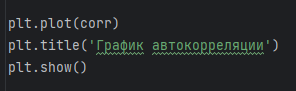 plt.plot(corr)
plt.title('График автокорреляции')
plt.show()